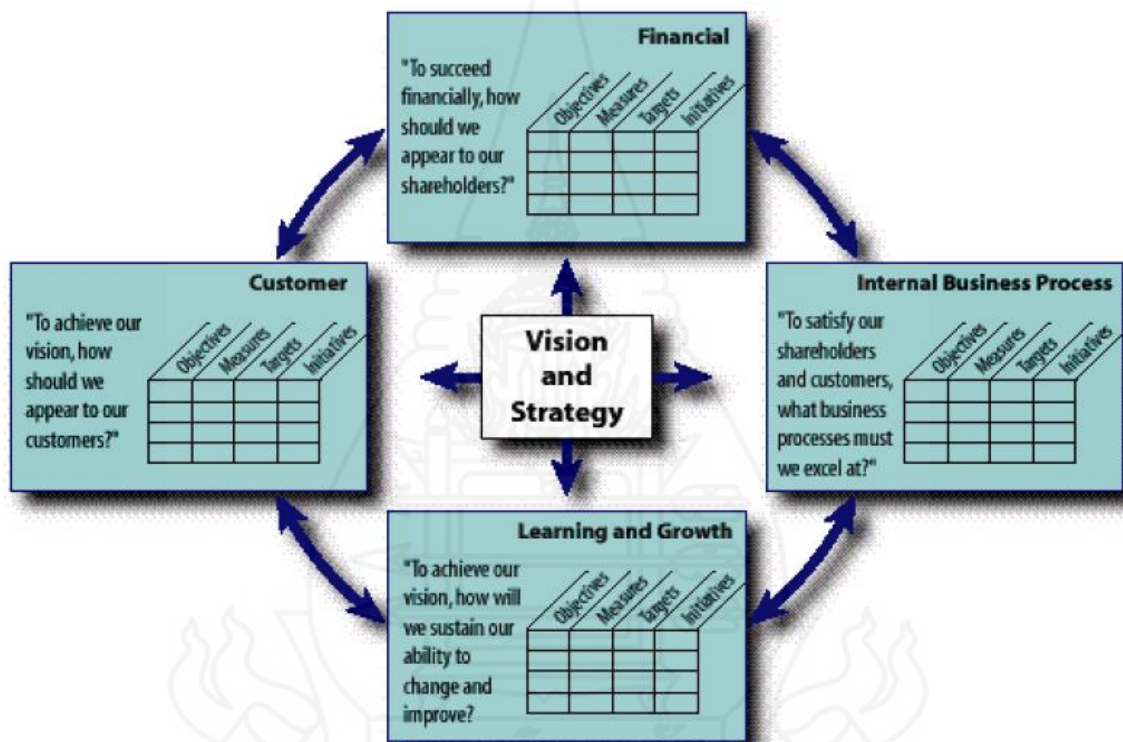 Financial
"To succeed
financially, how
should we
appear to our
shareholders?"
Objectives
Measures
Targets
Initiatives
Customer
"To achieve our
vision, how
should we
appear to our
customers?"
Objectives
Measures
Targets
Initiatives
Vision
and
Strategy
Internal Business Process
"To satisfy our
shareholders
and customers,
what business
processes must
we excel at?"
Objectives
Measures
Targets
Initiatives
Learning and Growth
"To achieve our
vision, how will
we sustain our
ability to
change and
improve?
Objectives
Measures
Targets
Initiatives